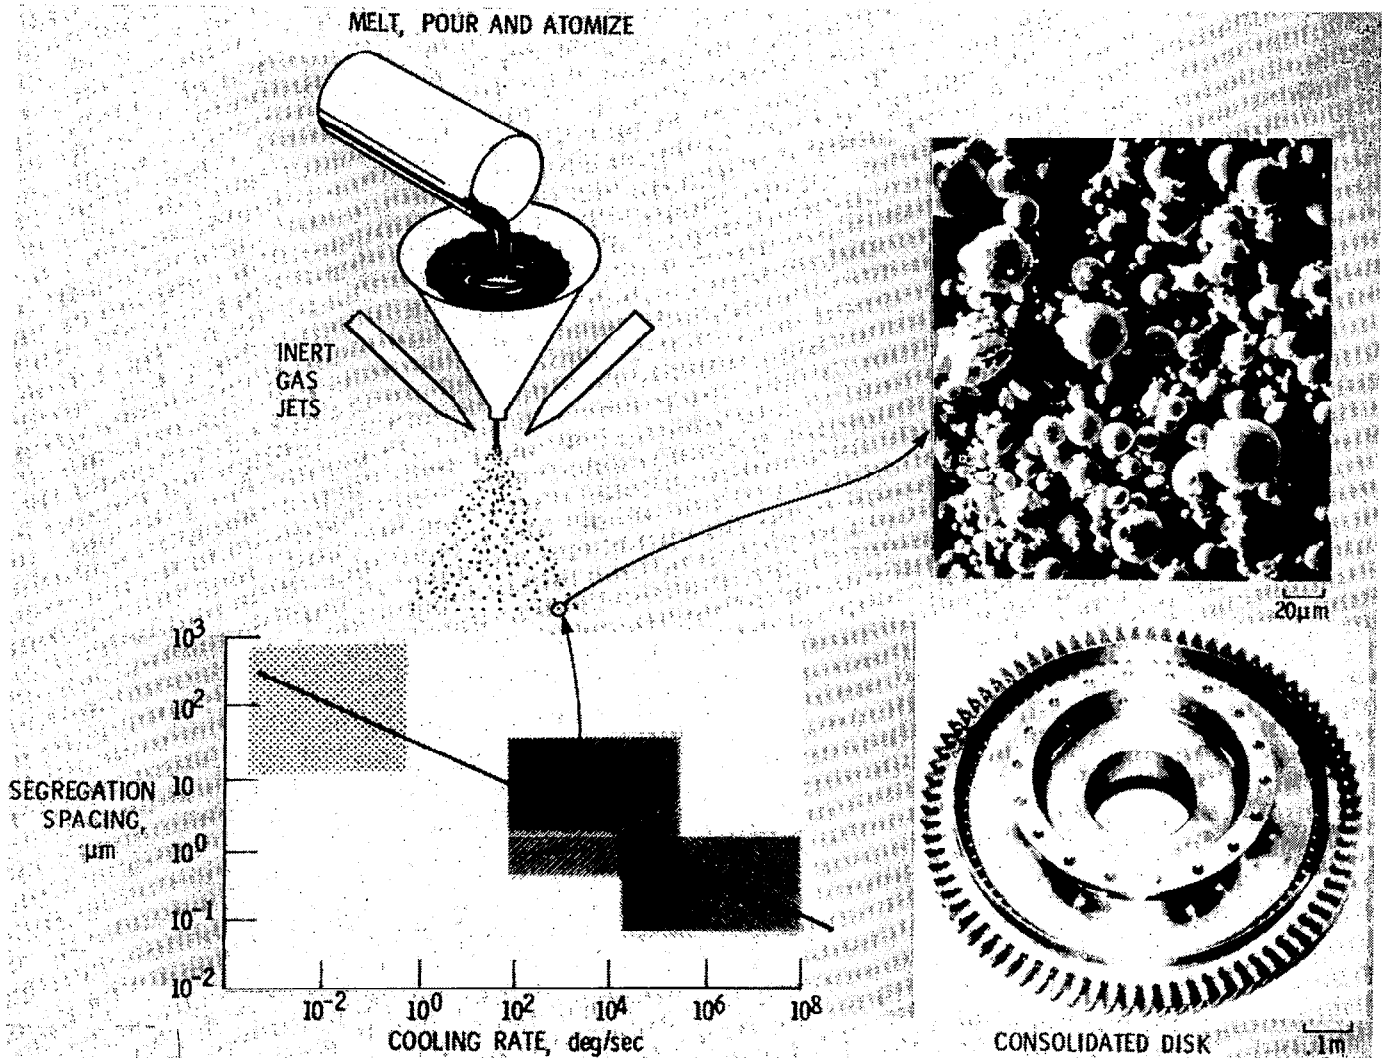 MELT, POUR AND ATOMIZE
INERT
GAS
JETS
20μm
10³
10²
10
10⁰
10⁻¹
10⁻²
SEGREGATION
SPACING,
μm
10⁻² 10⁰ 10² 10⁴ 10⁶ 10⁸
COOLING RATE, deg/sec
CONSOLIDATED DISK
.1m